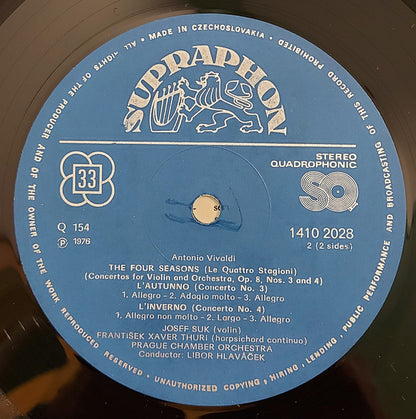 MADE IN CZECHOSLOVAKIA • ALL RIGHTS OF THE PRODUCER AND OF THE OWNER OF THE WORK REPRODUCED RESERVED • UNAUTHORIZED COPYING, HIRING, LENDING, PUBLIC PERFORMANCE AND BROADCASTING OF THIS RECORD PROHIBITED •
SUPRAPHON
33
STEREO
QUADROPHONIC
SQ
Q 154
℗ 1976
1410 2028
2 (2 sides)
Antonio Vivaldi
THE FOUR SEASONS (Le Quattro Stagioni)
(Concertos for Violin and Orchestra, Op. 8, Nos. 3 and 4)
L'AUTUNNO (Concerto No. 3)
1. Allegro - 2. Adagio molto - 3. Allegro
L'INVERNO (Concerto No. 4)
1. Allegro non molto - 2. Largo - 3. Allegro
JOSEF SUK (violin)
FRANTIŠEK XAVER THURI (harpsichord continuo)
PRAGUE CHAMBER ORCHESTRA
Conductor: LIBOR HLAVÁČEK